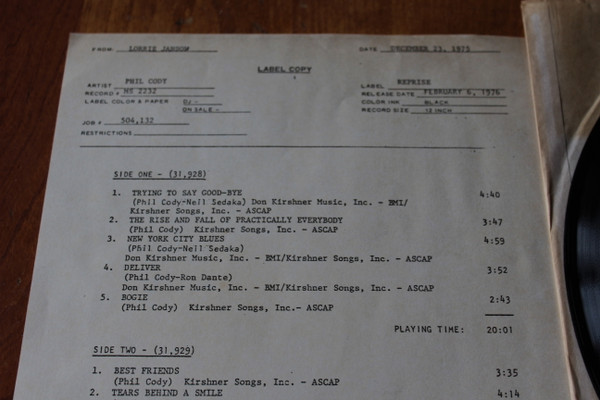 FROM: LORRIE JANSON DATE DECEMBER 23, 1975
LABEL COPY
ARTIST PHIL CODY LABEL REPRISE
RECORD # MS 2232 RELEASE DATE FEBRUARY 6, 1976
LABEL COLOR & PAPER DJ - COLOR INK BLACK
ON SALE - RECORD SIZE 12 INCH
JOB # 504,132
RESTRICTIONS
SIDE ONE - (31,928)
1. TRYING TO SAY GOOD-BYE 4:40
(Phil Cody-Neil Sedaka) Don Kirshner Music, Inc. - BMI/
Kirshner Songs, Inc. - ASCAP
2. THE RISE AND FALL OF PRACTICALLY EVERYBODY 3:47
(Phil Cody) Kirshner Songs, Inc. - ASCAP
3. NEW YORK CITY BLUES 4:59
(Phil Cody-Neil Sedaka)
Don Kirshner Music, Inc. - BMI/Kirshner Songs, Inc. - ASCAP
4. DELIVER 3:52
(Phil Cody-Ron Dante)
Don Kirshner Music, Inc. - BMI/Kirshner Songs, Inc. - ASCAP
5. BOGIE 2:43
(Phil Cody) Kirshner Songs, Inc.- ASCAP
PLAYING TIME: 20:01
SIDE TWO - (31,929)
1. BEST FRIENDS 3:35
(Phil Cody) Kirshner Songs, Inc. - ASCAP
2. TEARS BEHIND A SMILE 4:14